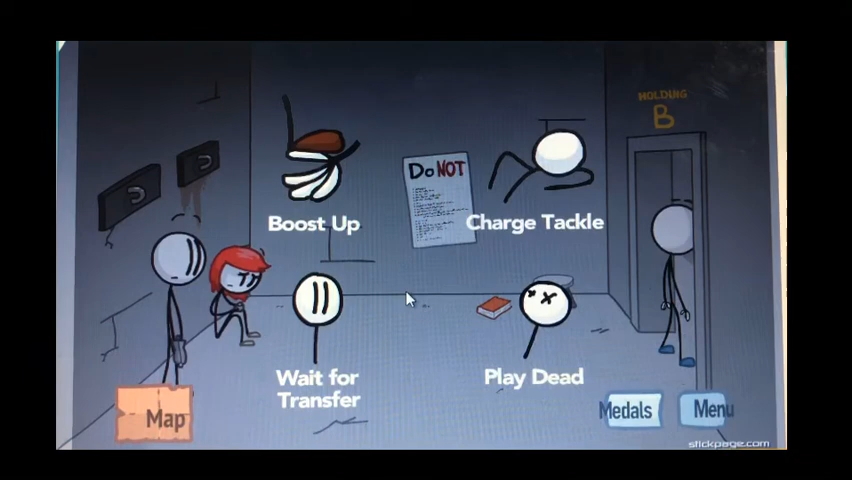 HOLDING
B
Do NOT
Boost Up
Charge Tackle
Wait for
Transfer
Play Dead
Map
Medals
Menu
stickpage.com